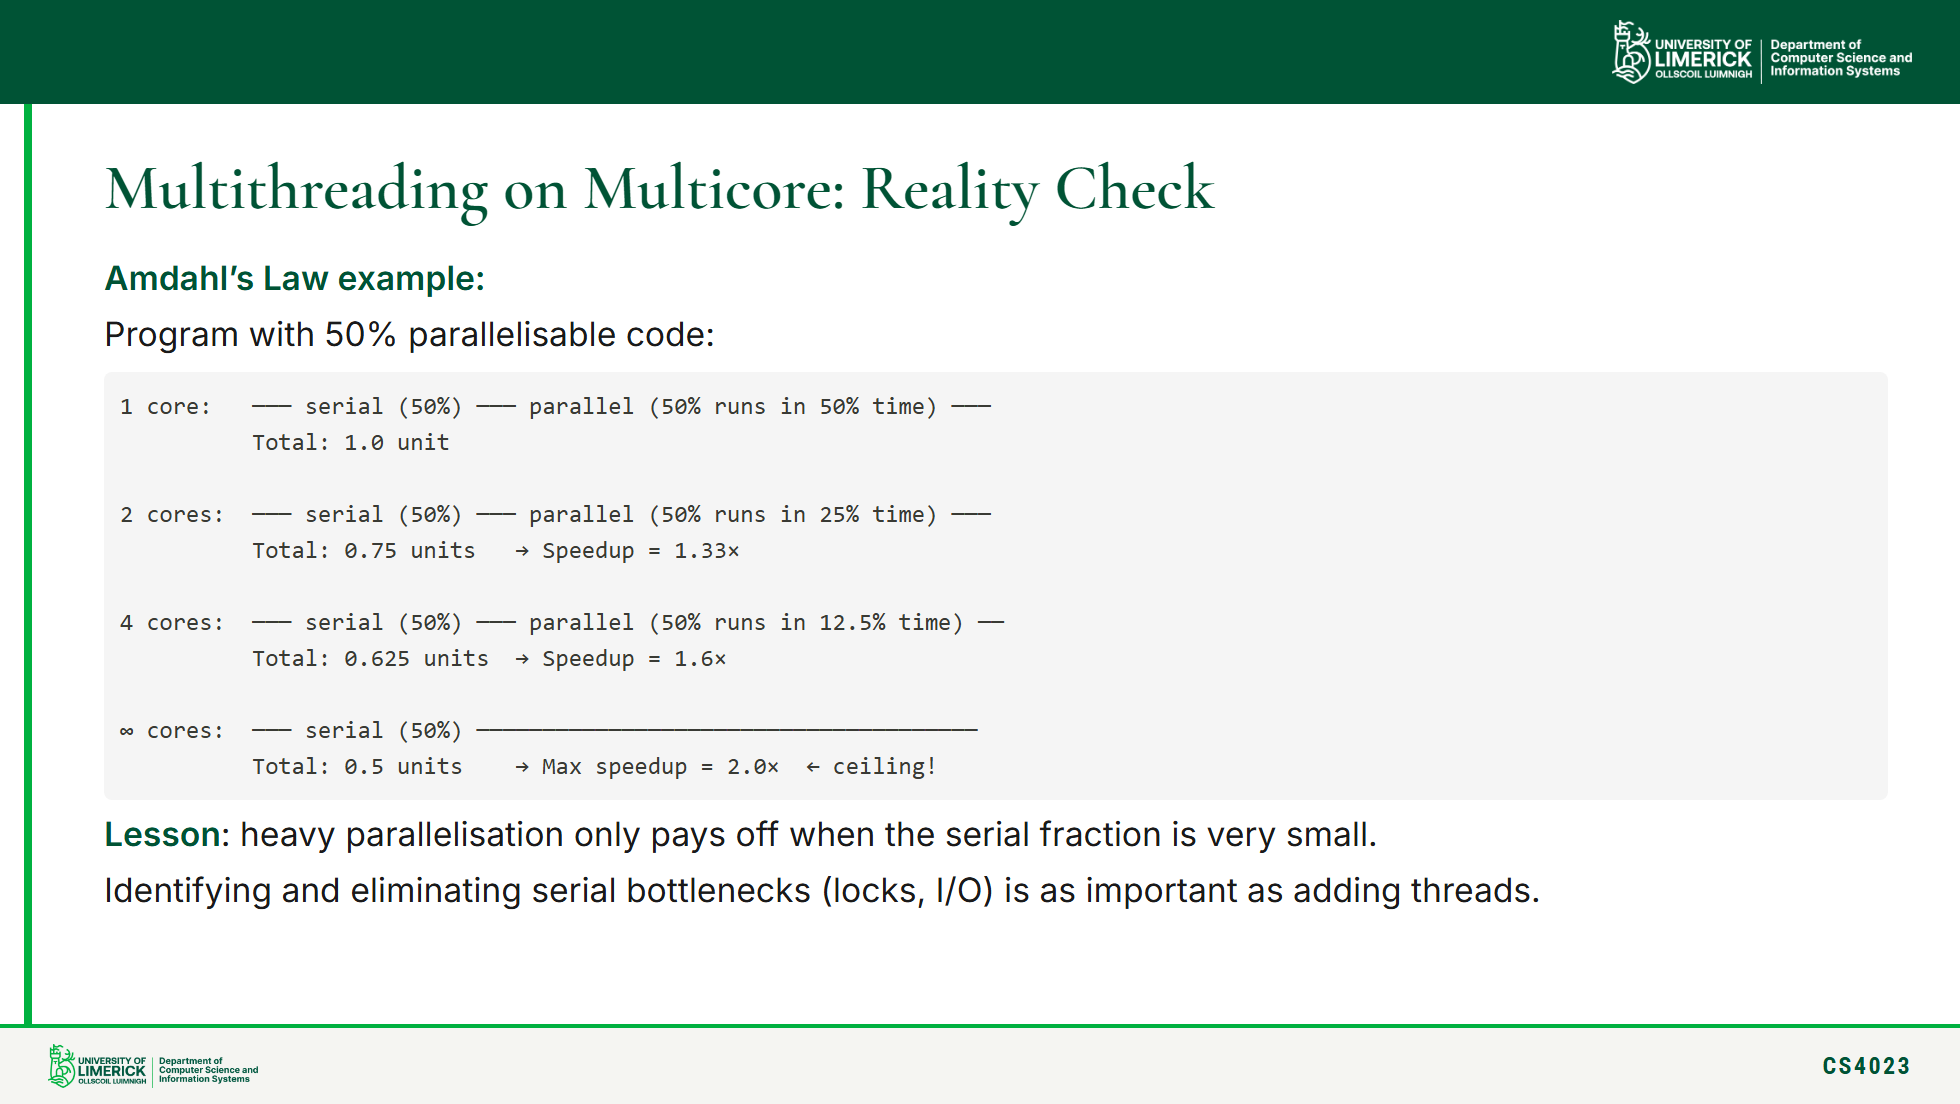 UNIVERSITY OF
LIMERICK
OLLSCOIL LUIMNIGH
Department of
Computer Science and
Information Systems
Multithreading on Multicore: Reality Check
Amdahl’s Law example:
Program with 50% parallelisable code:
1 core:   ─── serial (50%) ─── parallel (50% runs in 50% time) ───
Total: 1.0 unit
2 cores:  ─── serial (50%) ─── parallel (50% runs in 25% time) ───
Total: 0.75 units   → Speedup = 1.33×
4 cores:  ─── serial (50%) ─── parallel (50% runs in 12.5% time) ──
Total: 0.625 units  → Speedup = 1.6×
∞ cores:  ─── serial (50%) ──────────────────────────────────────
Total: 0.5 units    → Max speedup = 2.0×  ← ceiling!
Lesson: heavy parallelisation only pays off when the serial fraction is very small.
Identifying and eliminating serial bottlenecks (locks, I/O) is as important as adding threads.
UNIVERSITY OF
LIMERICK
OLLSCOIL LUIMNIGH
Department of
Computer Science and
Information Systems
CS4023